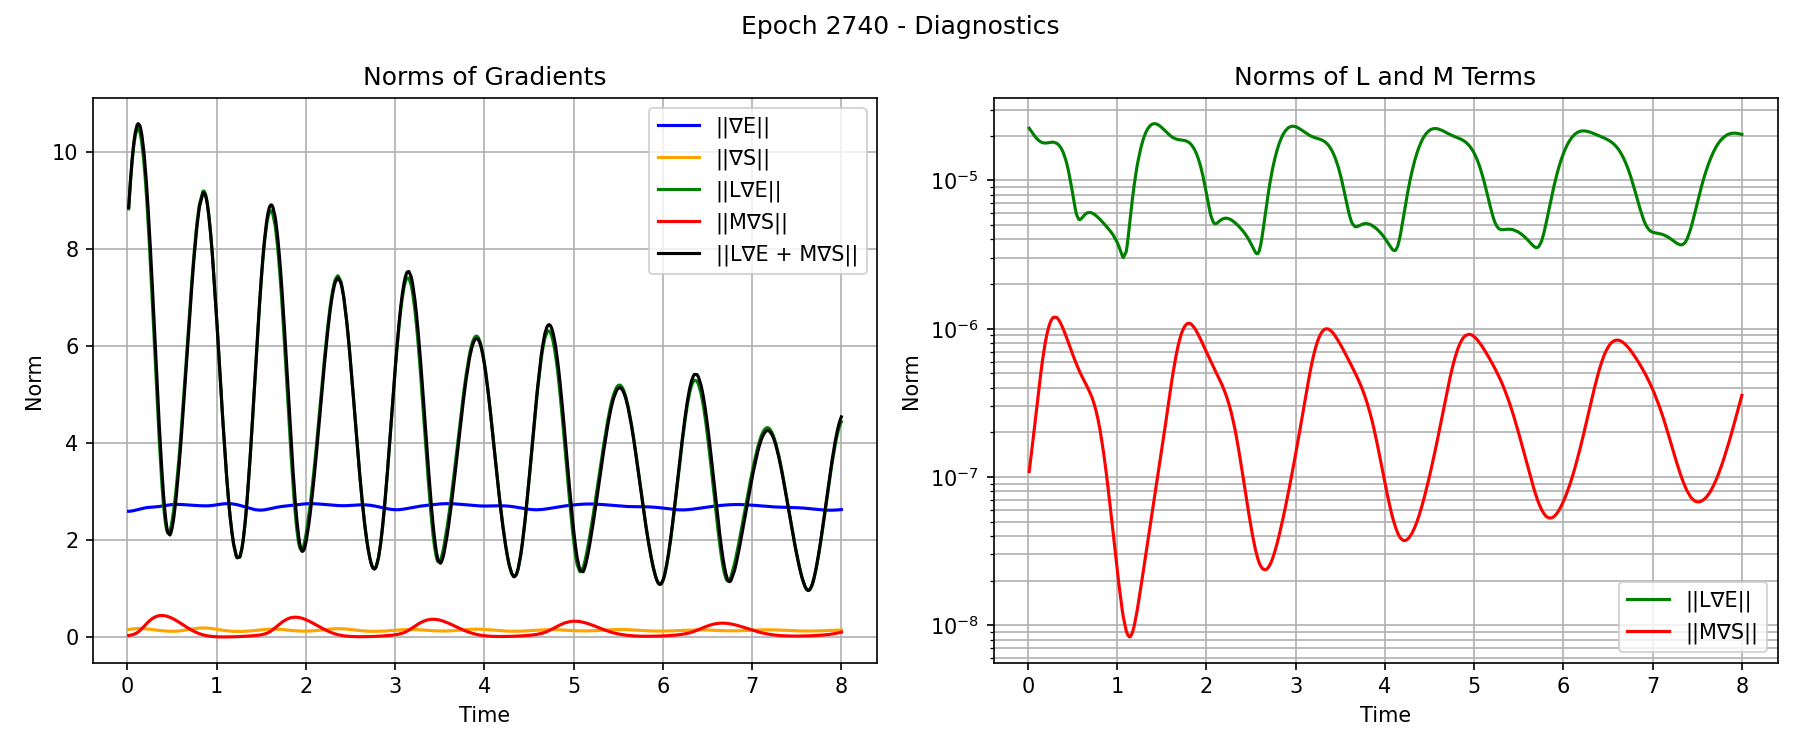 Epoch 2740 - Diagnostics
Norms of Gradients
Norm
10
8
6
4
2
0
0 1 2 3 4 5 6 7 8
Time
||∇E||
||∇S||
||L∇E||
||M∇S||
||L∇E + M∇S||
Norms of L and M Terms
Norm
10⁻⁵
10⁻⁶
10⁻⁷
10⁻⁸
0 1 2 3 4 5 6 7 8
Time
||L∇E||
||M∇S||